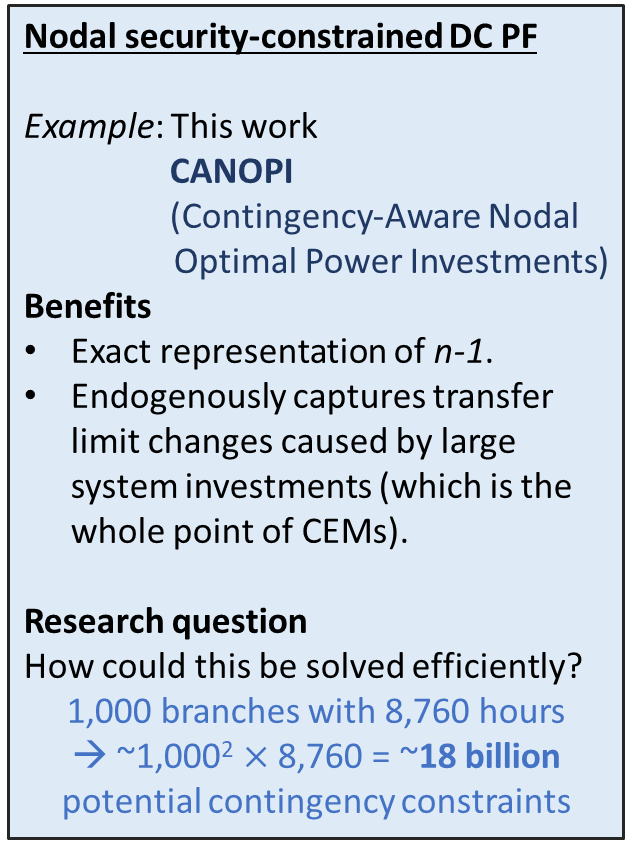 Nodal security-constrained DC PF
Example: This work
CANOPI
(Contingency-Aware Nodal
Optimal Power Investments)
Benefits
• Exact representation of n-1.
• Endogenously captures transfer
limit changes caused by large
system investments (which is the
whole point of CEMs).
Research question
How could this be solved efficiently?
1,000 branches with 8,760 hours
→ ~1,000² × 8,760 = ~18 billion
potential contingency constraints